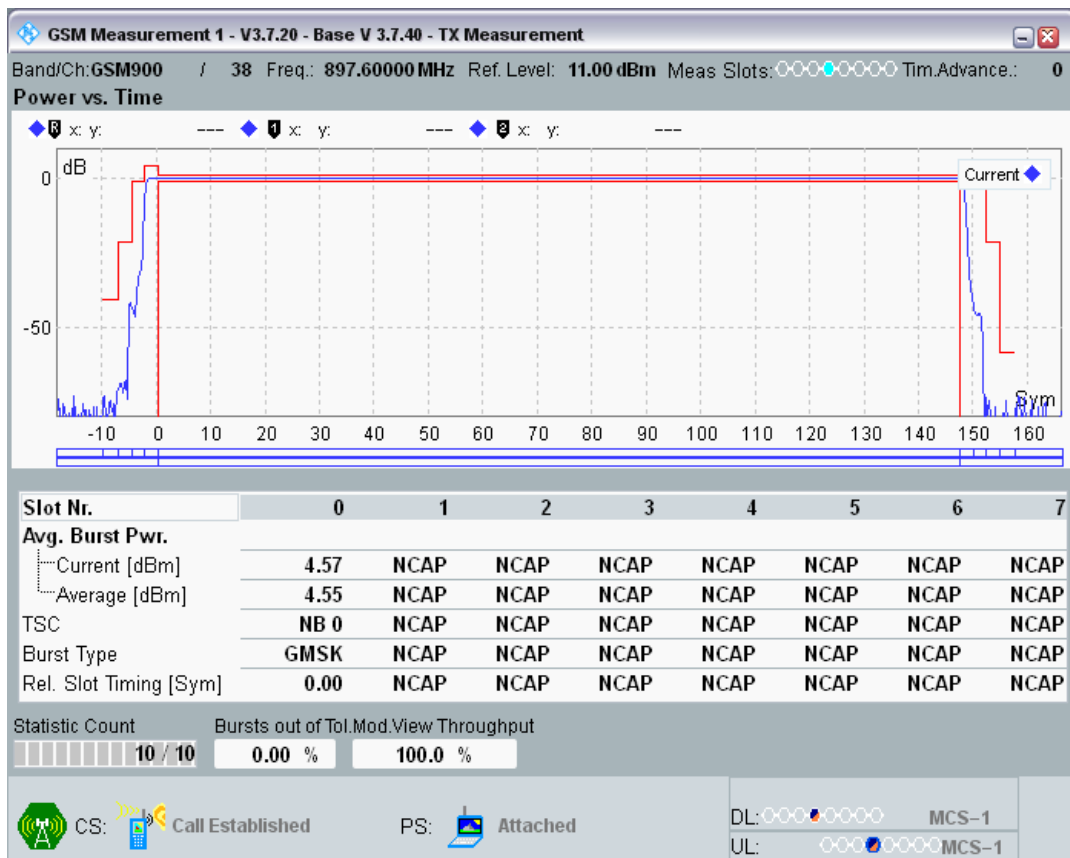 GSM Measurement 1 - V3.7.20 - Base V 3.7.40 - TX Measurement
Band/Ch:GSM900 / 38 Freq.: 897.60000 MHz Ref. Level: 11.00 dBm Meas Slots: Tim.Advance.: 0
Power vs. Time
R x: y: --- 1 x: y: --- 2 x: y: ---
dB
0
Current
-50
Sym
-10 0 10 20 30 40 50 60 70 80 90 100 110 120 130 140 150 160
Slot Nr. 0 1 2 3 4 5 6 7
Avg. Burst Pwr.
Current [dBm] 4.57 NCAP NCAP NCAP NCAP NCAP NCAP NCAP
Average [dBm] 4.55 NCAP NCAP NCAP NCAP NCAP NCAP NCAP
TSC NB 0 NCAP NCAP NCAP NCAP NCAP NCAP NCAP
Burst Type GMSK NCAP NCAP NCAP NCAP NCAP NCAP NCAP
Rel. Slot Timing [Sym] 0.00 NCAP NCAP NCAP NCAP NCAP NCAP NCAP
Statistic Count Bursts out of Tol.Mod.View Throughput
10 / 10 0.00 % 100.0 %
CS: Call Established PS: Attached
DL: MCS-1
UL: MCS-1